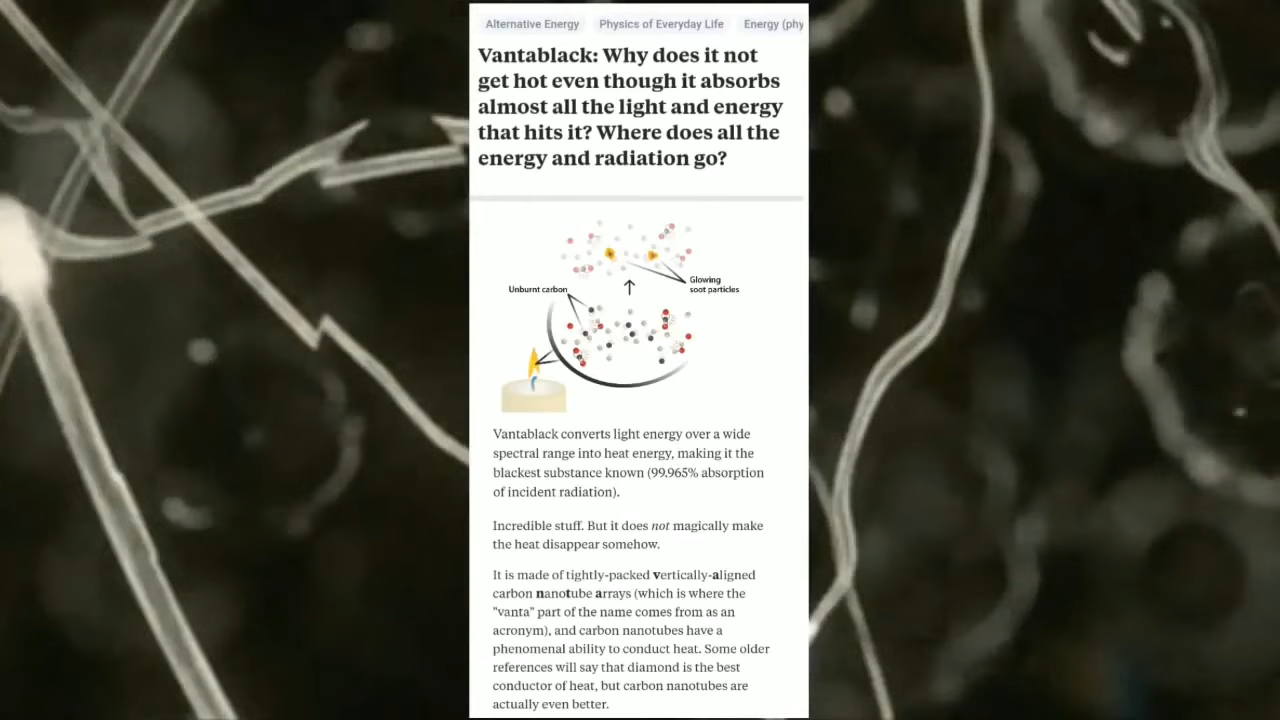 Alternative Energy Physics of Everyday Life Energy (phy
Vantablack: Why does it not
get hot even though it absorbs
almost all the light and energy
that hits it? Where does all the
energy and radiation go?
Glowing
soot particles
Unburnt carbon
Vantablack converts light energy over a wide
spectral range into heat energy, making it the
blackest substance known (99.965% absorption
of incident radiation).
Incredible stuff. But it does not magically make
the heat disappear somehow.
It is made of tightly-packed vertically-aligned
carbon nanotube arrays (which is where the
"vanta" part of the name comes from as an
acronym), and carbon nanotubes have a
phenomenal ability to conduct heat. Some older
references will say that diamond is the best
conductor of heat, but carbon nanotubes are
actually even better.